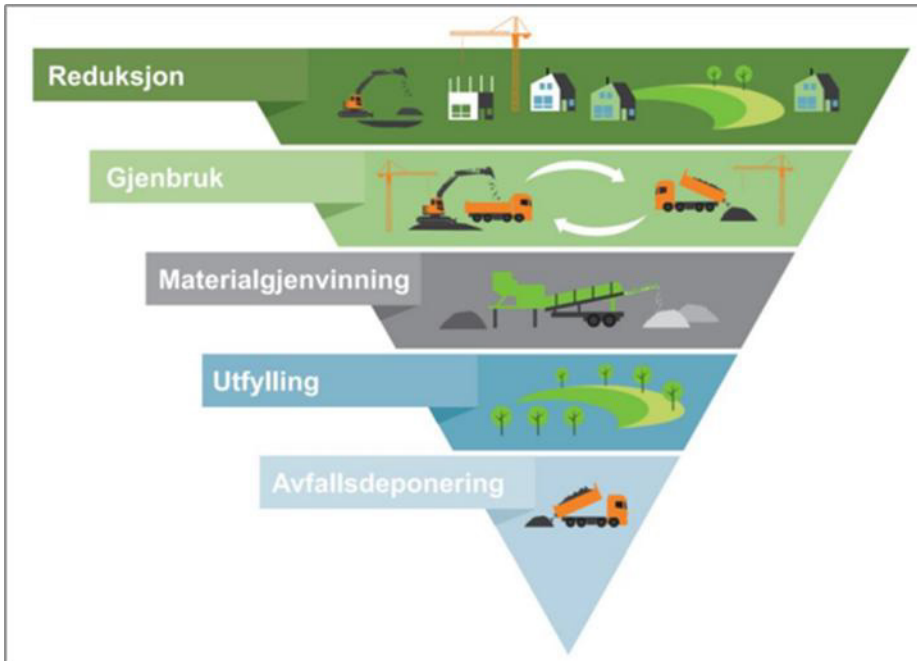 Reduksjon
Gjenbruk
Materialgjenvinning
Utfylling
Avfallsdeponering